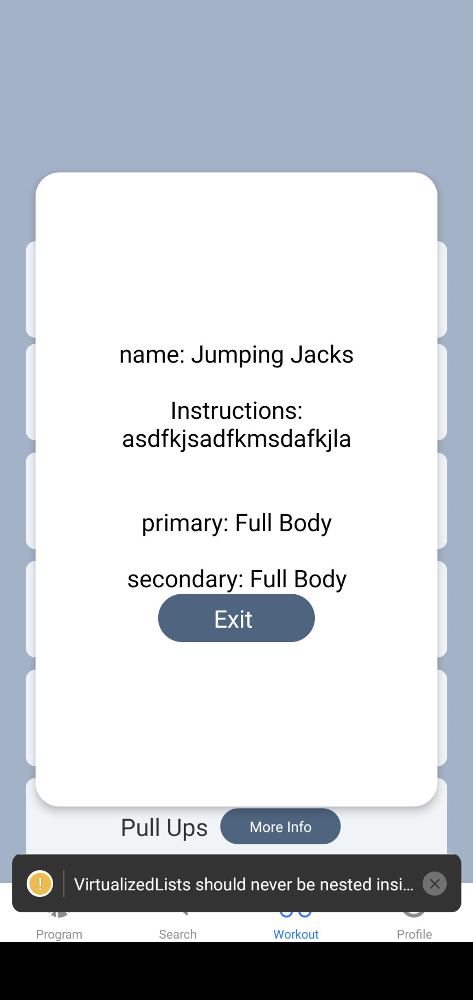 name: Jumping Jacks
Instructions:
asdfkjsadfkmsdafkjla
primary: Full Body
secondary: Full Body
Exit
Pull Ups More Info
! VirtualizedLists should never be nested insi...
Program Search Workout Profile